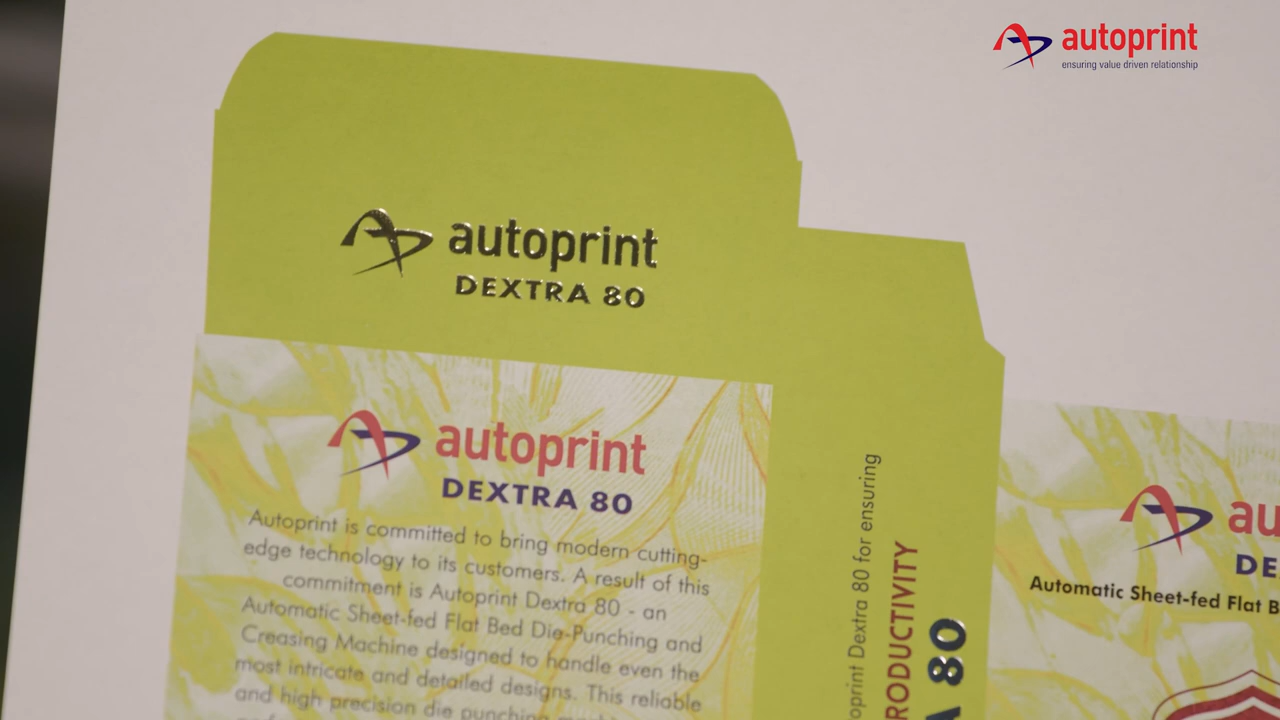 autoprint
ensuring value driven relationship
autoprint
DEXTRA 80
autoprint
DEXTRA 80
Autoprint is committed to bring modern cutting-
edge technology to its customers. A result of this
commitment is Autoprint Dextra 80 - an
Automatic Sheet-fed Flat Bed Die-Punching and
Creasing Machine designed to handle even the
most intricate and detailed designs. This reliable
and high precision die punching
oprint Dextra 80 for ensuring
RODUCTIVITY
A 80
au
DE
Automatic Sheet-fed Flat B